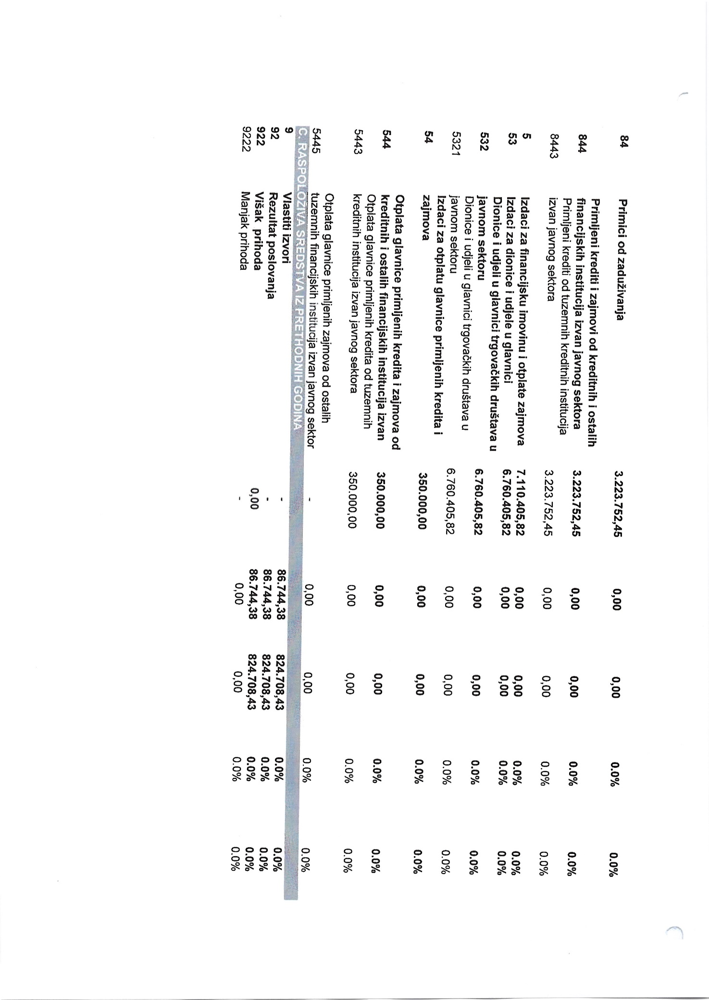 84 Primici od zaduživanja 3.223.752,45 0,00 0,00 0.0% 0.0%
Primljeni krediti i zajmovi od kreditnih i ostalih
844 financijskih institucija izvan javnog sektora 3.223.752,45 0,00 0,00 0.0% 0.0%
Primljeni krediti od tuzemnih kreditnih institucija
8443 izvan javnog sektora 3.223.752,45 0,00 0,00 0.0% 0.0%
5 Izdaci za financijsku imovinu i otplate zajmova 7.110.405,82 0,00 0,00 0.0% 0.0%
53 Izdaci za dionice i udjele u glavnici 6.760.405,82 0,00 0,00 0.0% 0.0%
Dionice i udjeli u glavnici trgovačkih društava u
532 javnom sektoru 6.760.405,82 0,00 0,00 0.0% 0.0%
Dionice i udjeli u glavnici trgovačkih društava u
5321 javnom sektoru 6.760.405,82 0,00 0,00 0.0% 0.0%
Izdaci za otplatu glavnice primljenih kredita i
54 zajmova 350.000,00 0,00 0,00 0.0% 0.0%
Otplata glavnice primljenih kredita i zajmova od
544 kreditnih i ostalih financijskih institucija izvan 350.000,00 0,00 0,00 0.0% 0.0%
Otplata glavnice primljenih kredita od tuzemnih
5443 kreditnih institucija izvan javnog sektora 350.000,00 0,00 0,00 0.0% 0.0%
Otplata glavnice primljenih zajmova od ostalih
5445 tuzemnih financijskih institucija izvan javnog sektor - 0,00 0,00 0.0% 0.0%
C. RASPOLOŽIVA SREDSTVA IZ PRETHODNIH GODINA
9 Vlastiti izvori - 86.744,38 824.708,43 0.0% 0.0%
92 Rezultat poslovanja - 86.744,38 824.708,43 0.0% 0.0%
922 Višak prihoda 0,00 86.744,38 824.708,43 0.0% 0.0%
9222 Manjak prihoda - 0,00 0,00 0.0% 0.0%